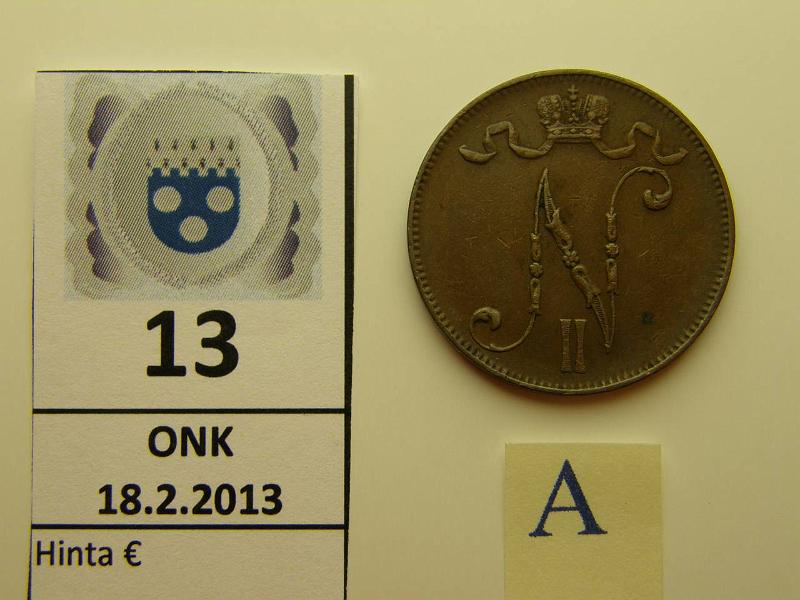 13
ONK
18.2.2013
Hinta €
N
II
A